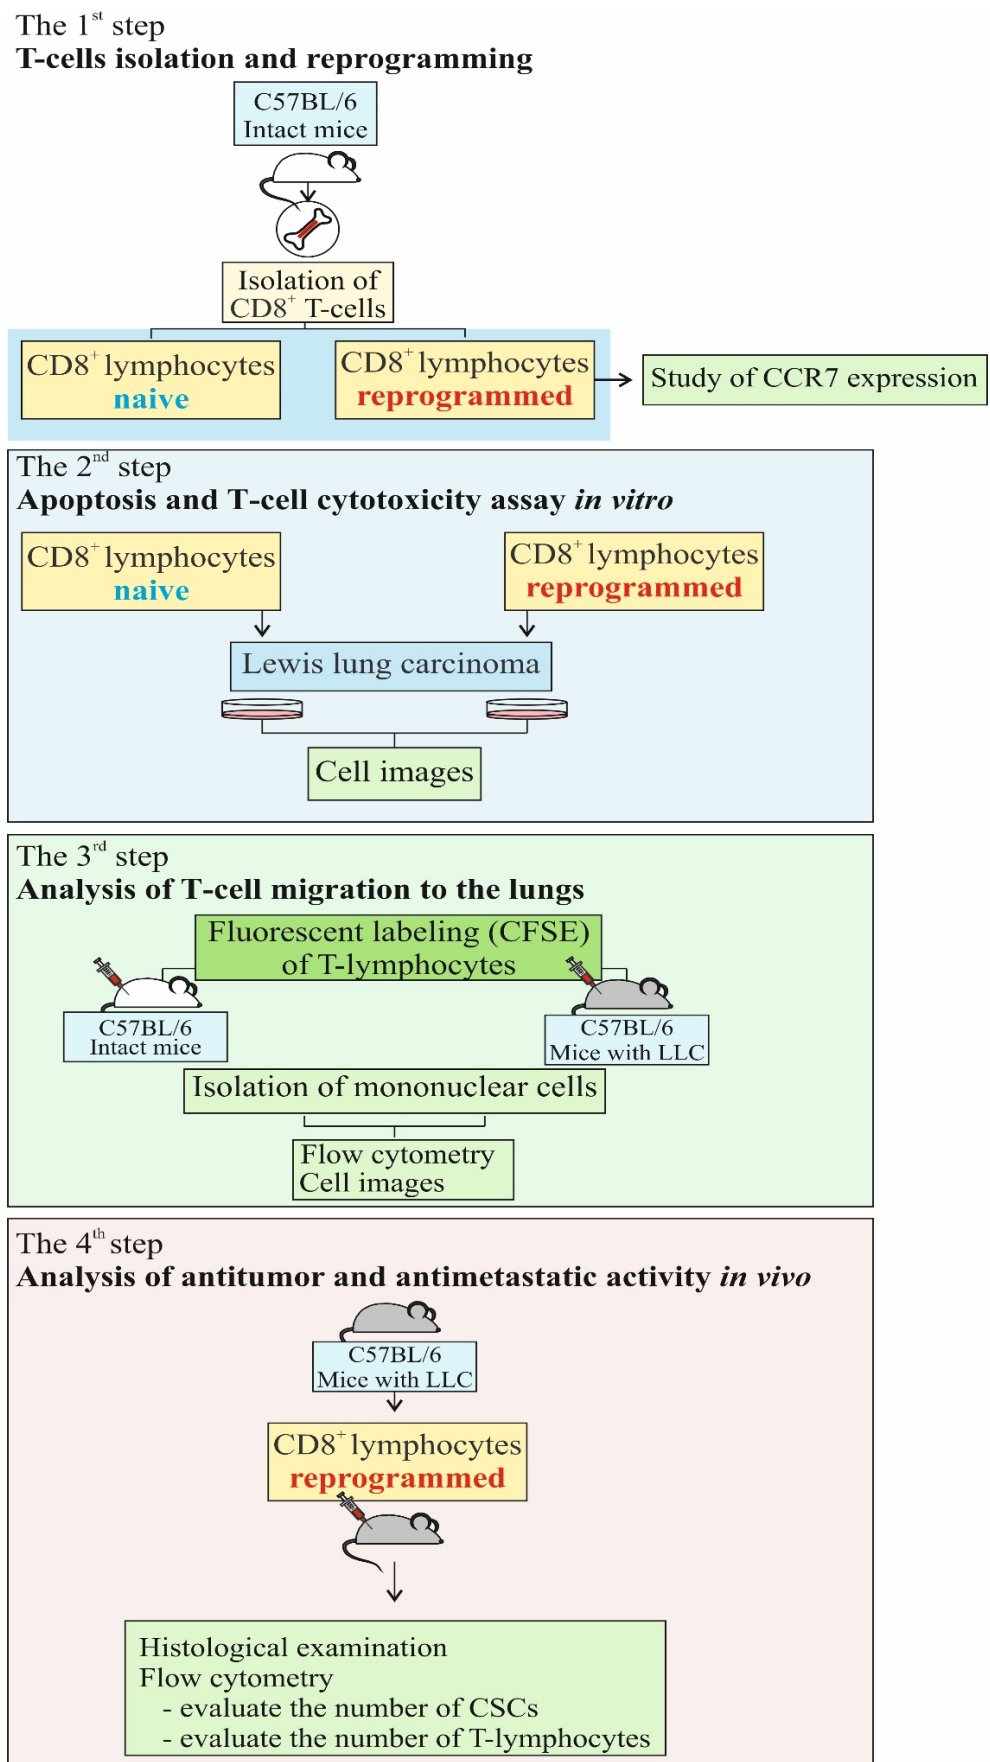 The 1st step
T-cells isolation and reprogramming
C57BL/6
Intact mice
Isolation of
CD8+ T-cells
CD8+ lymphocytes
naive
CD8+ lymphocytes
reprogrammed
Study of CCR7 expression
The 2nd step
Apoptosis and T-cell cytotoxicity assay in vitro
CD8+ lymphocytes
naive
CD8+ lymphocytes
reprogrammed
Lewis lung carcinoma
Cell images
The 3rd step
Analysis of T-cell migration to the lungs
Fluorescent labeling (CFSE)
of T-lymphocytes
C57BL/6
Intact mice
C57BL/6
Mice with LLC
Isolation of mononuclear cells
Flow cytometry
Cell images
The 4th step
Analysis of antitumor and antimetastatic activity in vivo
C57BL/6
Mice with LLC
CD8+ lymphocytes
reprogrammed
Histological examination
Flow cytometry
- evaluate the number of CSCs
- evaluate the number of T-lymphocytes